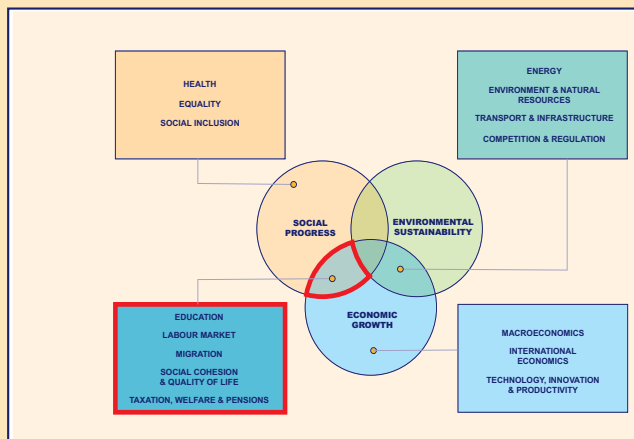 HEALTH
EQUALITY
SOCIAL INCLUSION
ENERGY
ENVIRONMENT & NATURAL
RESOURCES
TRANSPORT & INFRASTRUCTURE
COMPETITION & REGULATION
SOCIAL
PROGRESS
ENVIRONMENTAL
SUSTAINABILITY
ECONOMIC
GROWTH
EDUCATION
LABOUR MARKET
MIGRATION
SOCIAL COHESION
& QUALITY OF LIFE
TAXATION, WELFARE & PENSIONS
MACROECONOMICS
INTERNATIONAL
ECONOMICS
TECHNOLOGY, INNOVATION
& PRODUCTIVITY